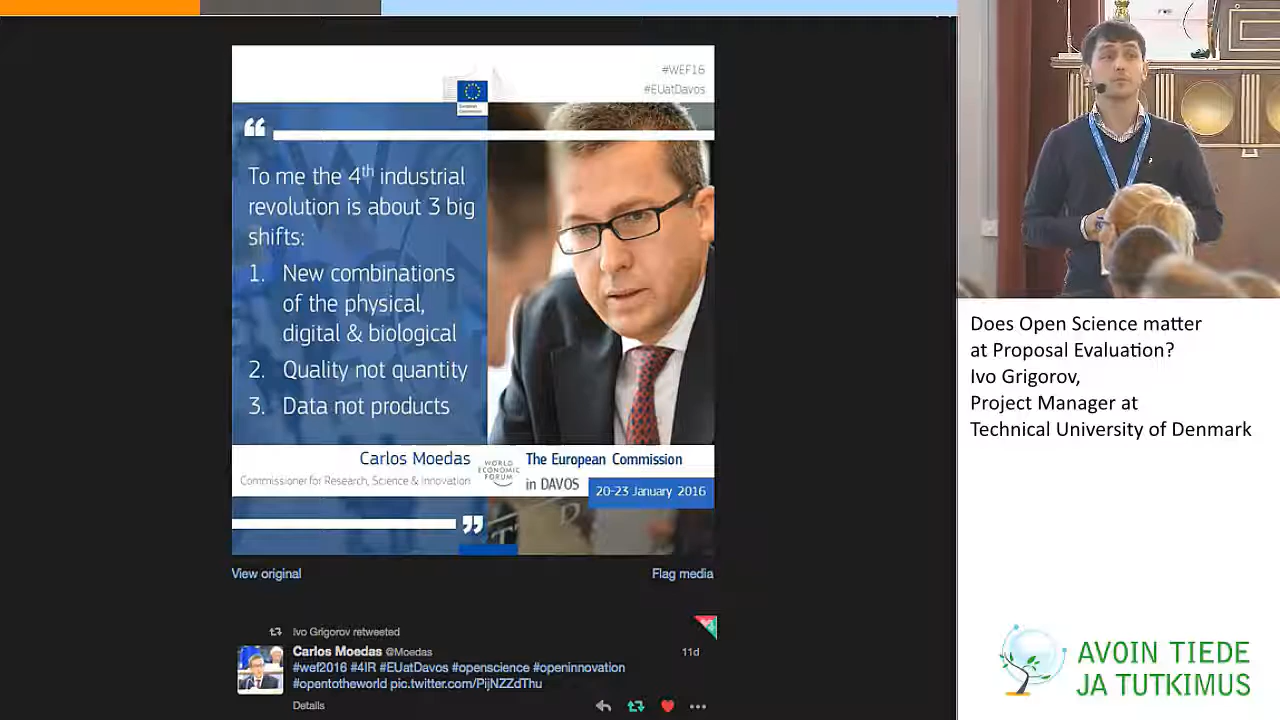 #WEF16
#EUatDavos
European
Commission
“
To me the 4th industrial
revolution is about 3 big
shifts:
1. New combinations
of the physical,
digital & biological
2. Quality not quantity
3. Data not products
Carlos Moedas
Commissioner for Research, Science & Innovation
WORLD
ECONOMIC
FORUM
The European Commission
in DAVOS
20-23 January 2016
”
View original
Flag media
Ivo Grigorov retweeted
Carlos Moedas @Moedas
11d
#wef2016 #4IR #EUatDavos #openscience #openinnovation
#opentotheworld pic.twitter.com/PijNZZdThu
Details
Does Open Science matter
at Proposal Evaluation?
Ivo Grigorov,
Project Manager at
Technical University of Denmark
AVOIN TIEDE
JA TUTKIMUS